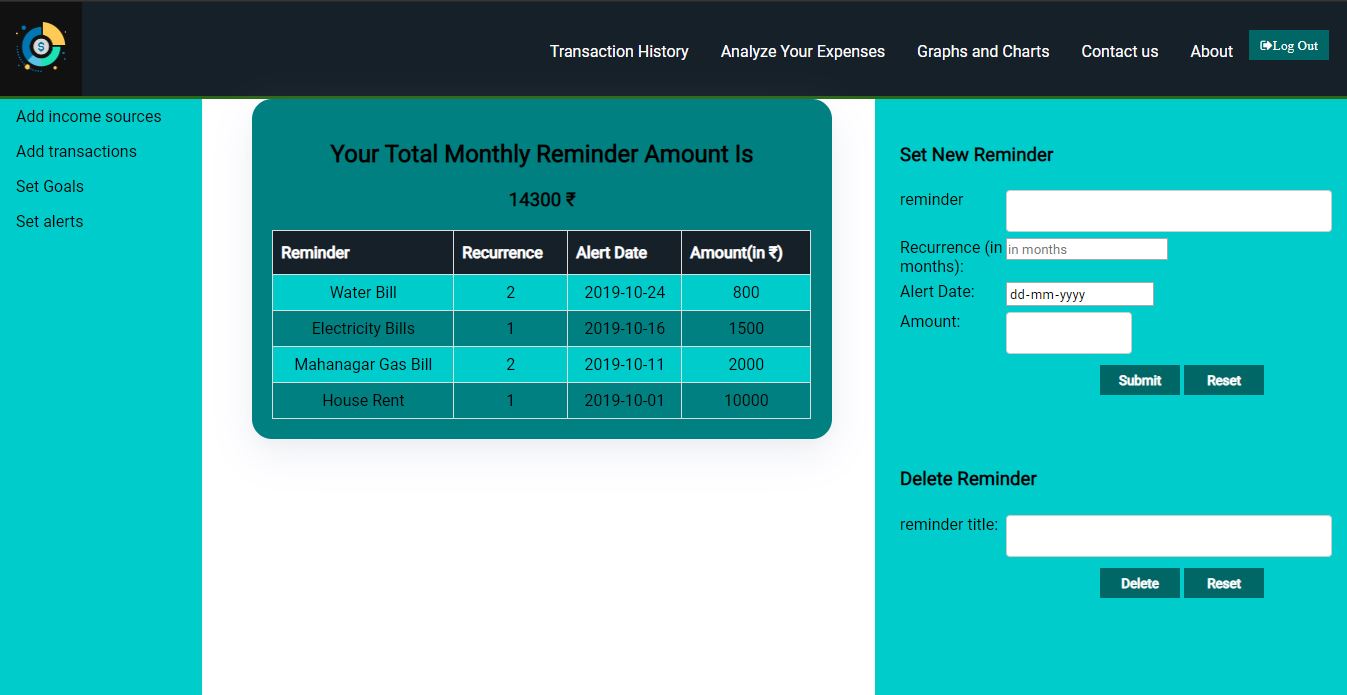 $
Transaction History Analyze Your Expenses Graphs and Charts Contact us About Log Out
Add income sources
Add transactions
Set Goals
Set alerts
Your Total Monthly Reminder Amount Is
14300 ₹
Reminder Recurrence Alert Date Amount(in ₹)
Water Bill 2 2019-10-24 800
Electricity Bills 1 2019-10-16 1500
Mahanagar Gas Bill 2 2019-10-11 2000
House Rent 1 2019-10-01 10000
Set New Reminder
reminder
Recurrence (in months): in months
Alert Date: dd-mm-yyyy
Amount:
Submit Reset
Delete Reminder
reminder title:
Delete Reset